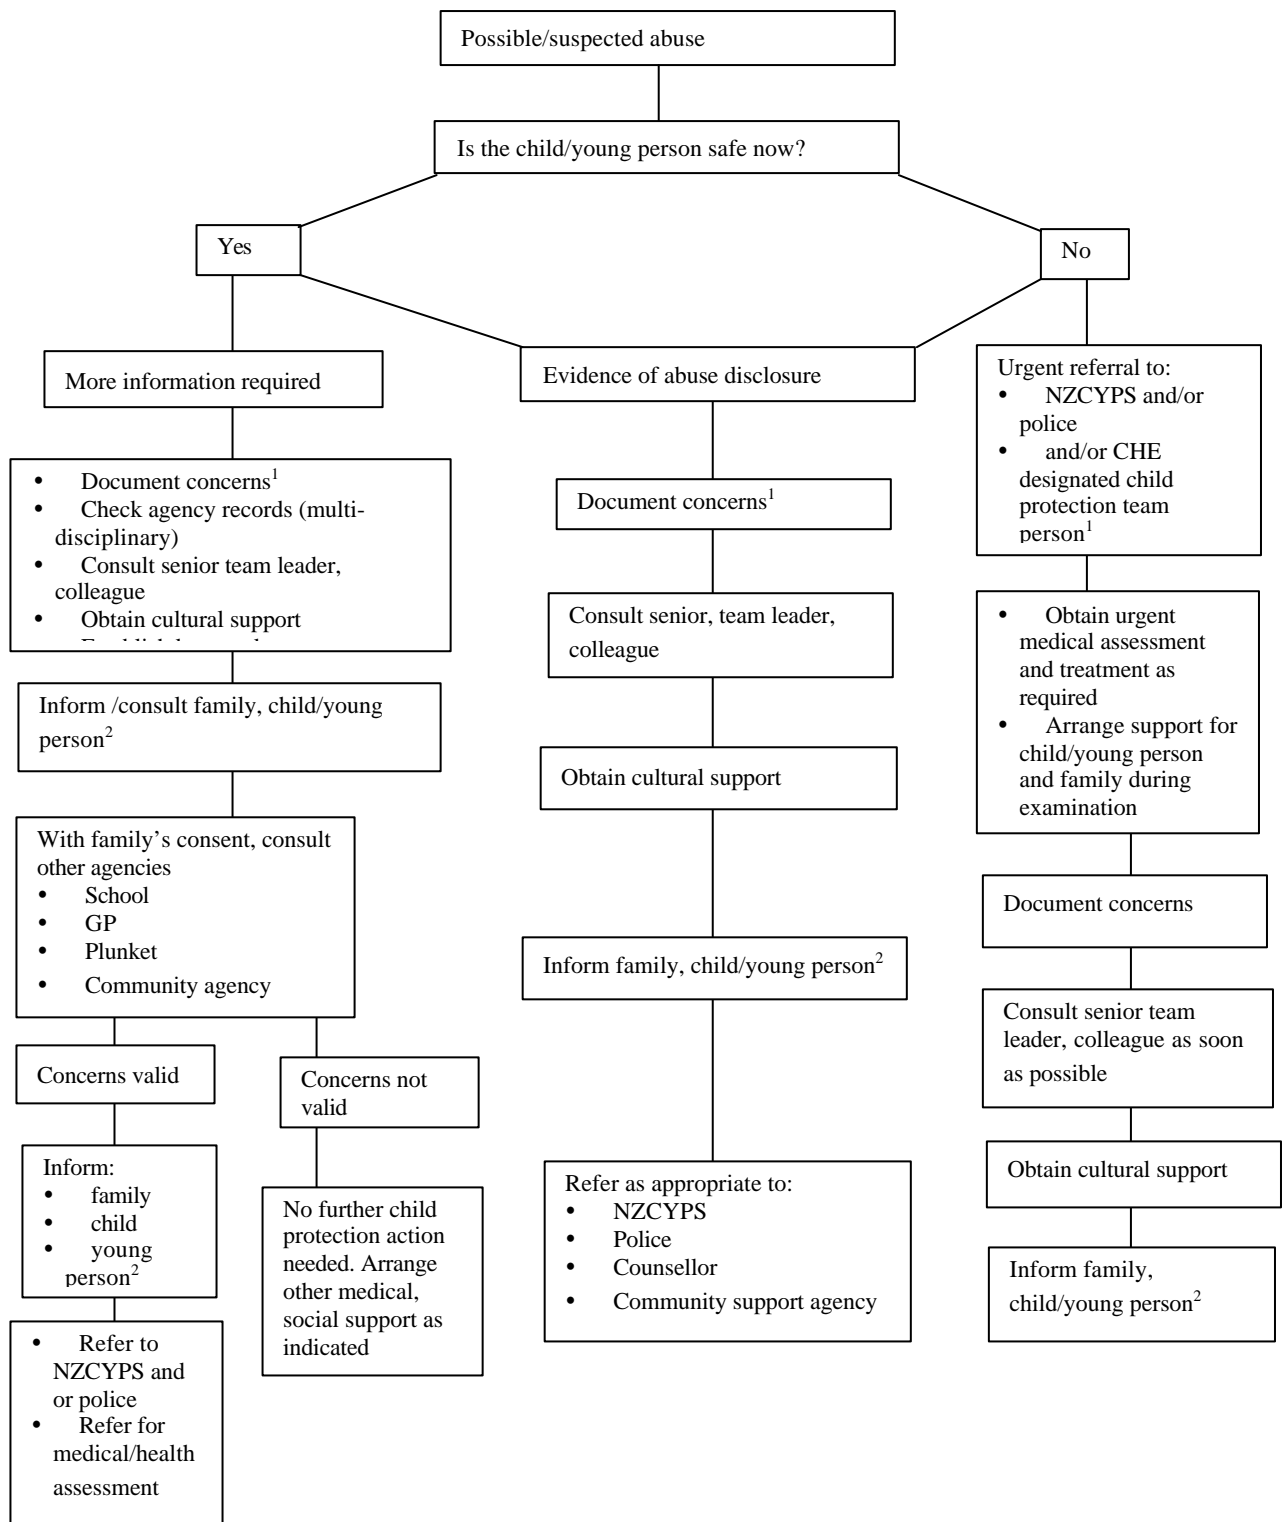 Possible/suspected abuse
Is the child/young person safe now?
Yes
No
More information required
Evidence of abuse disclosure
Urgent referral to:
• NZCYPS and/or
police
• and/or CHE
designated child
protection team
person1
• Document concerns1
• Check agency records (multi-
disciplinary)
• Consult senior team leader,
colleague
• Obtain cultural support
Document concerns1
• Obtain urgent
medical assessment
and treatment as
required
• Arrange support for
child/young person
and family during
examination
Consult senior, team leader,
colleague
Inform /consult family, child/young
person2
Obtain cultural support
With family’s consent, consult
other agencies
• School
• GP
• Plunket
• Community agency
Document concerns
Inform family, child/young person2
Consult senior team
leader, colleague as soon
as possible
Concerns valid
Concerns not
valid
Obtain cultural support
Inform:
• family
• child
• young
person2
No further child
protection action
needed. Arrange
other medical,
social support as
indicated
Refer as appropriate to:
• NZCYPS
• Police
• Counsellor
• Community support agency
Inform family,
child/young person2
• Refer to
NZCYPS and
or police
• Refer for
medical/health
assessment